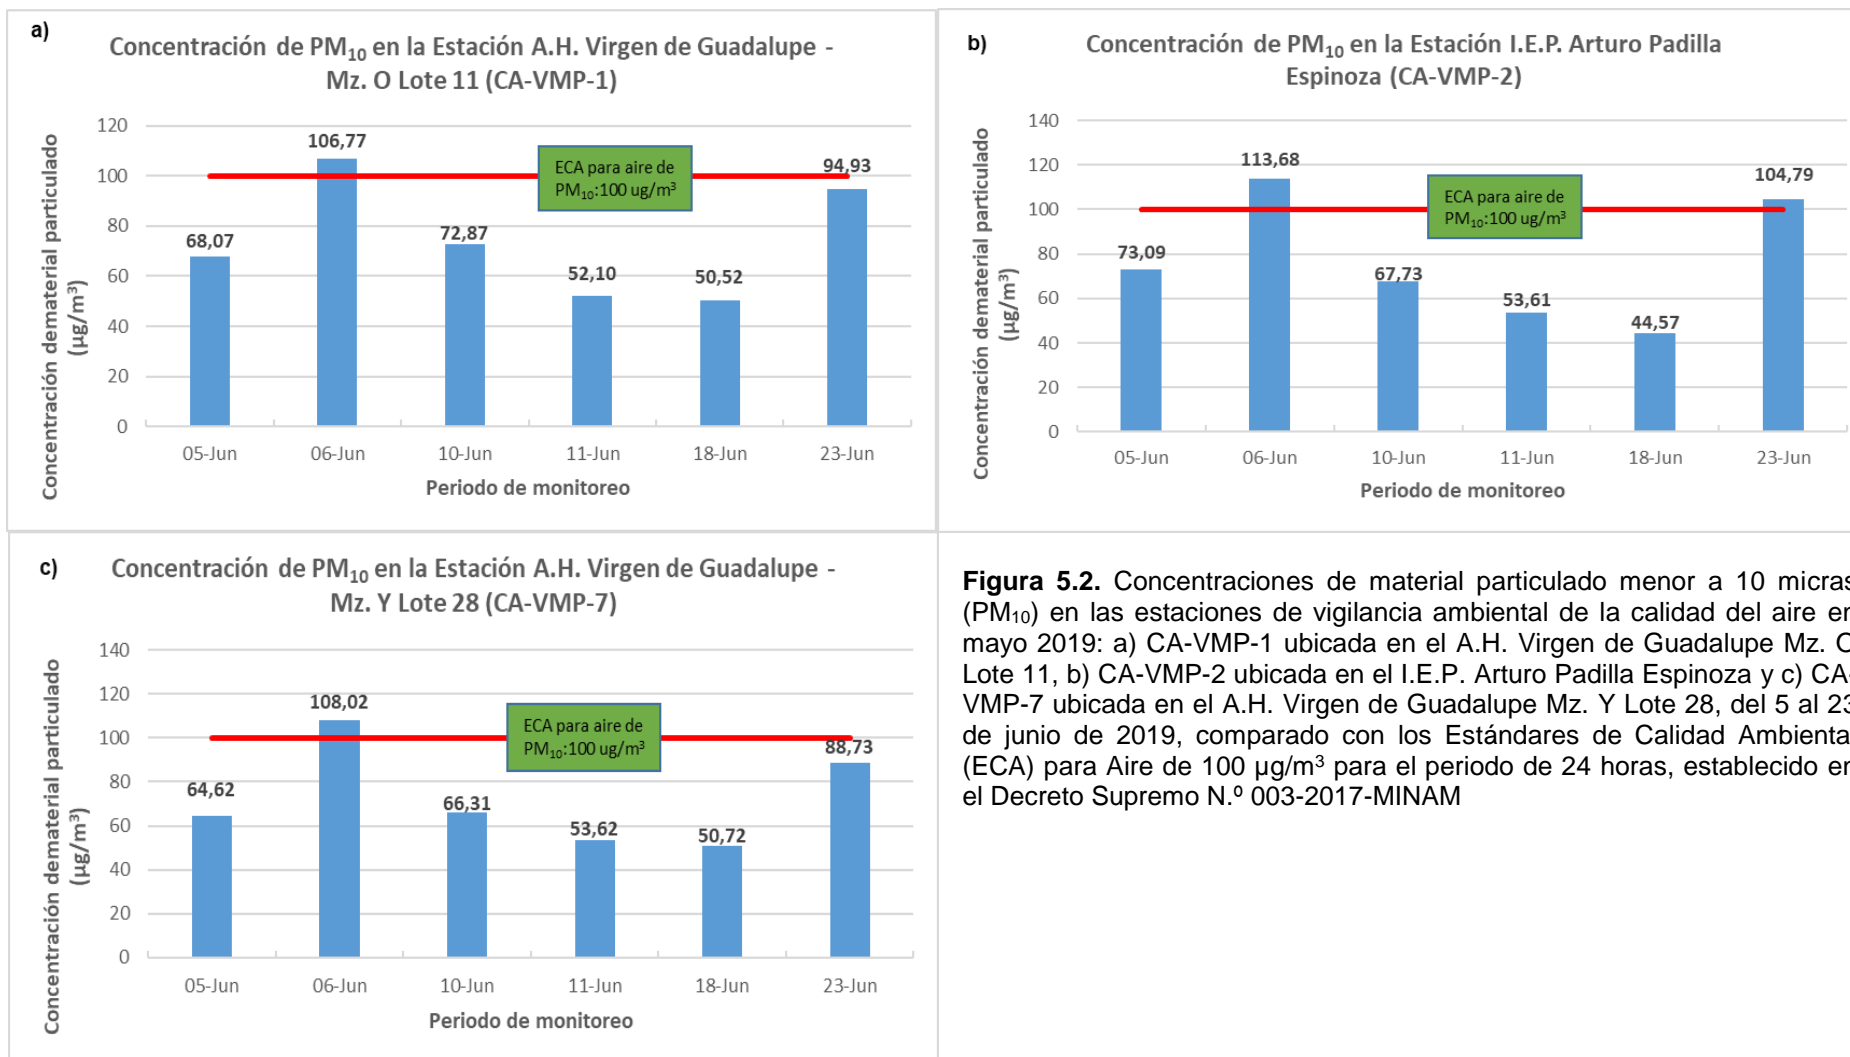 a)
Concentración de PM₁₀ en la Estación A.H. Virgen de Guadalupe -
Mz. O Lote 11 (CA-VMP-1)
Concentración dematerial particulado
(µg/m³)
120
100
80
60
40
20
0
68,07
106,77
72,87
52,10
50,52
94,93
ECA para aire de
PM₁₀:100 ug/m³
05-Jun
06-Jun
10-Jun
11-Jun
18-Jun
23-Jun
Periodo de monitoreo
b)
Concentración de PM₁₀ en la Estación I.E.P. Arturo Padilla
Espinoza (CA-VMP-2)
Concentración dematerial particulado
(µg/m³)
140
120
100
80
60
40
20
0
73,09
113,68
67,73
53,61
44,57
104,79
ECA para aire de
PM₁₀:100 ug/m³
05-Jun
06-Jun
10-Jun
11-Jun
18-Jun
23-Jun
Periodo de monitoreo
c)
Concentración de PM₁₀ en la Estación A.H. Virgen de Guadalupe -
Mz. Y Lote 28 (CA-VMP-7)
Concentración dematerial particulado
(µg/m³)
140
120
100
80
60
40
20
0
64,62
108,02
66,31
53,62
50,72
88,73
ECA para aire de
PM₁₀:100 ug/m³
05-Jun
06-Jun
10-Jun
11-Jun
18-Jun
23-Jun
Periodo de monitoreo
Figura 5.2. Concentraciones de material particulado menor a 10 micras
(PM₁₀) en las estaciones de vigilancia ambiental de la calidad del aire en
mayo 2019: a) CA-VMP-1 ubicada en el A.H. Virgen de Guadalupe Mz. O
Lote 11, b) CA-VMP-2 ubicada en el I.E.P. Arturo Padilla Espinoza y c) CA-
VMP-7 ubicada en el A.H. Virgen de Guadalupe Mz. Y Lote 28, del 5 al 23
de junio de 2019, comparado con los Estándares de Calidad Ambiental
(ECA) para Aire de 100 µg/m³ para el periodo de 24 horas, establecido en
el Decreto Supremo N.º 003-2017-MINAM